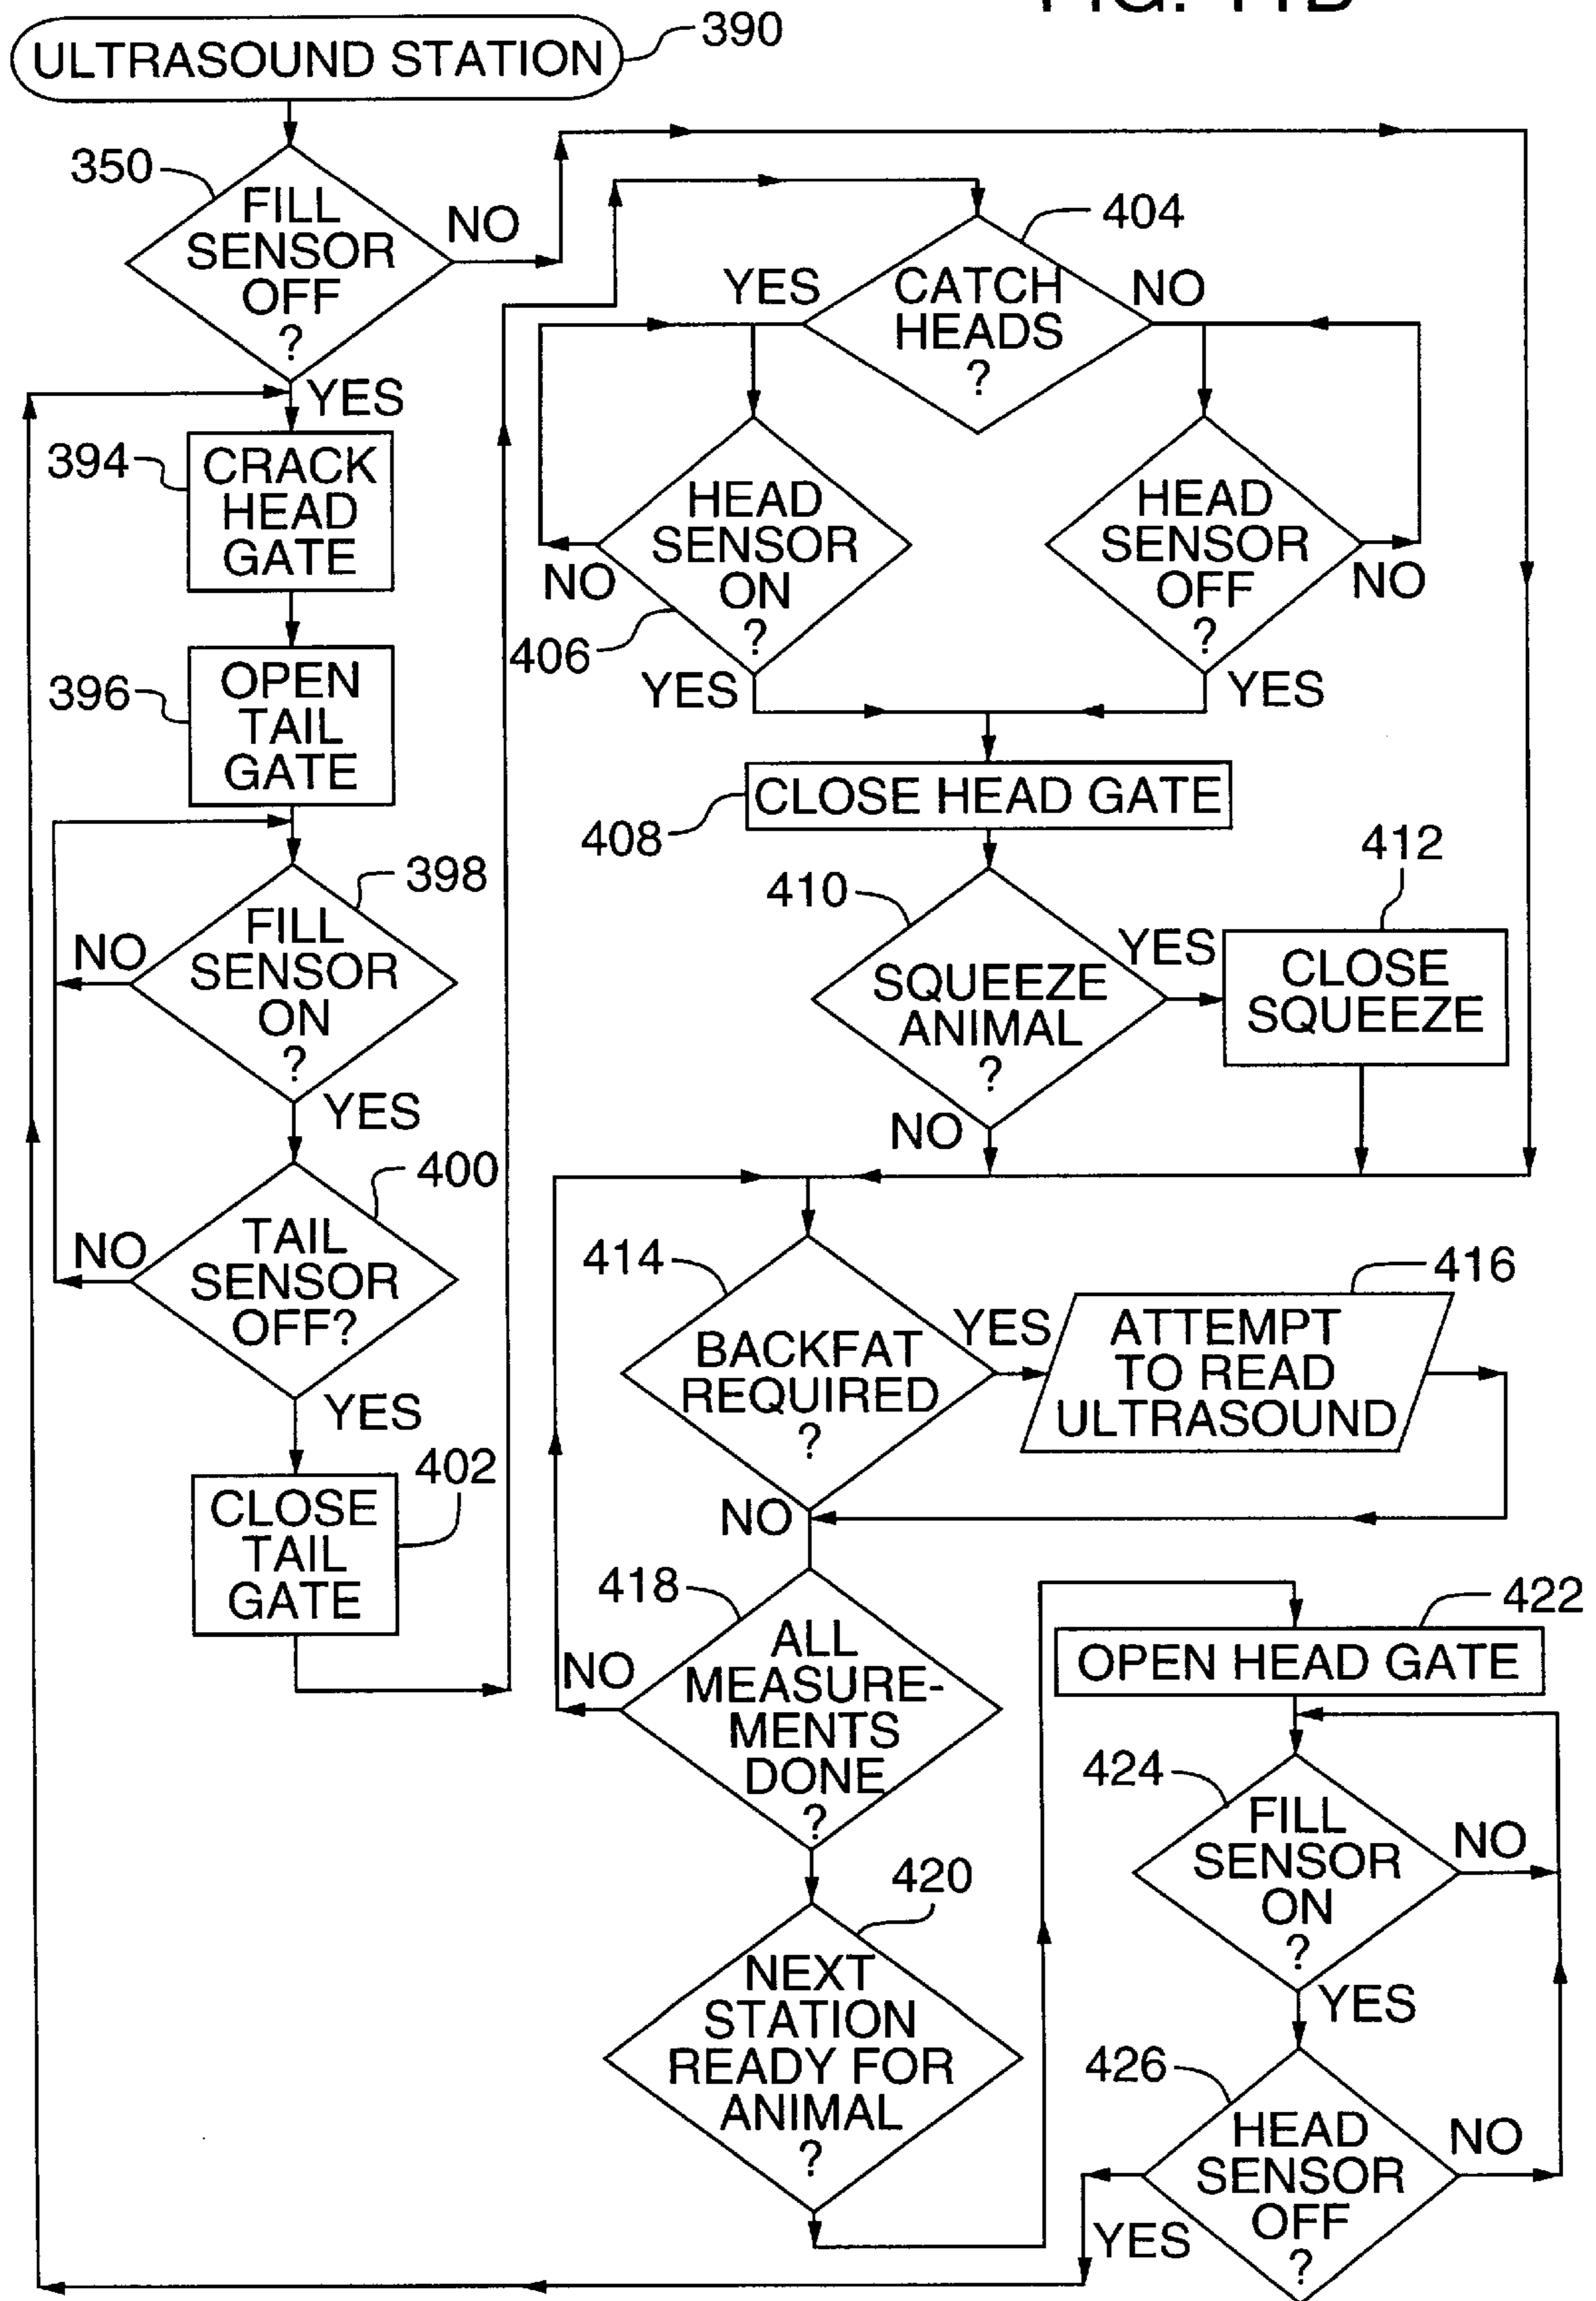 ULTRASOUND STATION
390
350
FILL
SENSOR
OFF
?
NO
YES
394
CRACK
HEAD
GATE
396
OPEN
TAIL
GATE
398
FILL
SENSOR
ON
?
NO
YES
400
TAIL
SENSOR
OFF?
NO
YES
402
CLOSE
TAIL
GATE
404
CATCH
HEADS
?
YES
NO
HEAD
SENSOR
ON
?
NO
406
YES
HEAD
SENSOR
OFF
?
NO
YES
CLOSE HEAD GATE
408
410
SQUEEZE
ANIMAL
?
YES
NO
412
CLOSE
SQUEEZE
414
BACKFAT
REQUIRED
?
YES
NO
416
ATTEMPT
TO READ
ULTRASOUND
418
ALL
MEASURE-
MENTS
DONE
?
NO
420
NEXT
STATION
READY FOR
ANIMAL
?
422
OPEN HEAD GATE
424
FILL
SENSOR
ON
?
NO
YES
426
HEAD
SENSOR
OFF
?
NO
YES